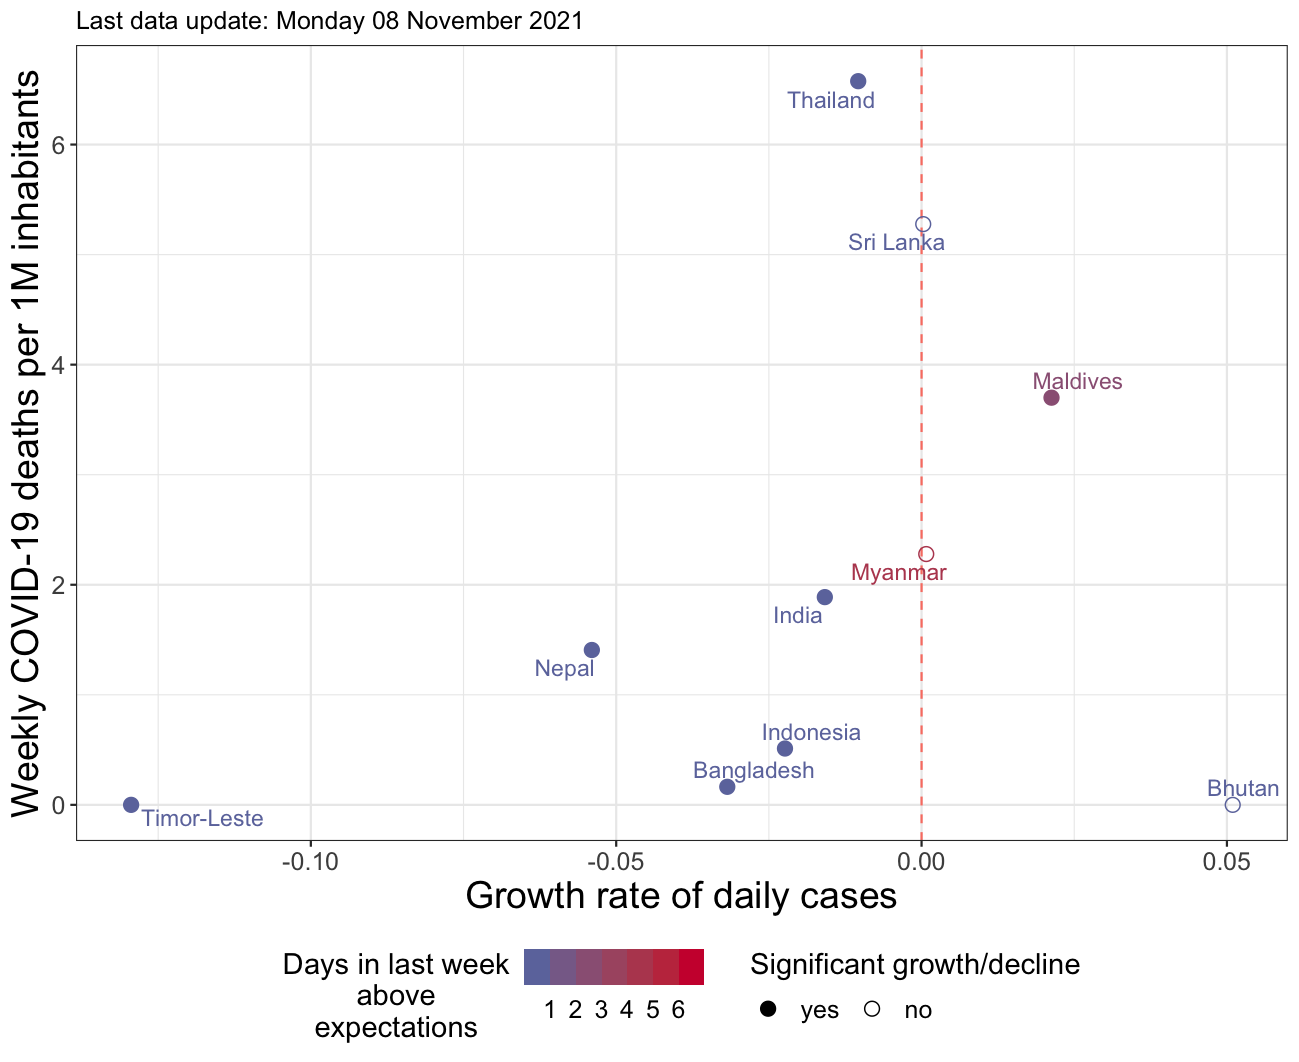 Last data update: Monday 08 November 2021
Weekly COVID-19 deaths per 1M inhabitants
6
4
2
0
Thailand
Sri Lanka
Maldives
Myanmar
India
Nepal
Indonesia
Bangladesh
Bhutan
Timor-Leste
-0.10 -0.05 0.00 0.05
Growth rate of daily cases
Days in last week
above
expectations
1 2 3 4 5 6
Significant growth/decline
yes no